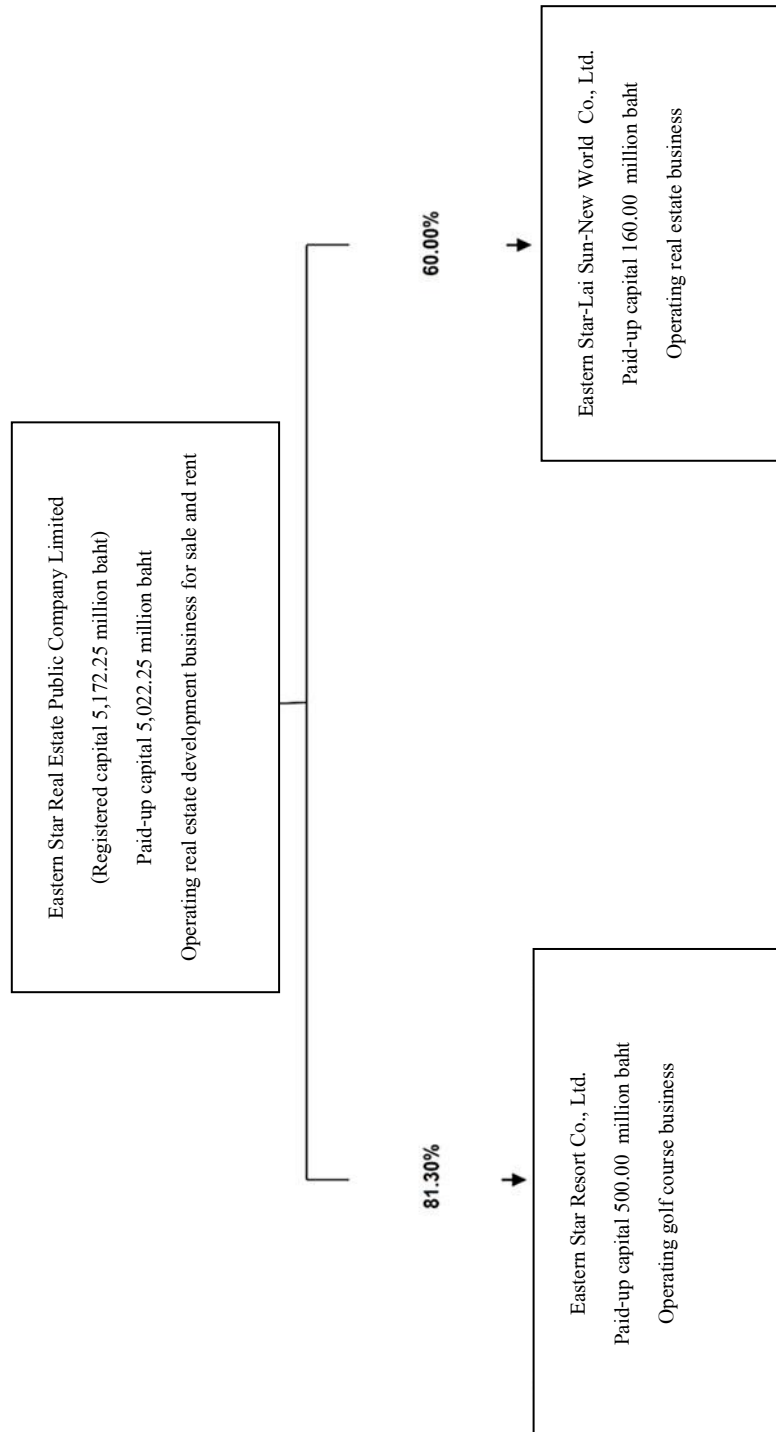 Eastern Star Real Estate Public Company Limited
(Registered capital 5,172.25 million baht)
Paid-up capital 5,022.25 million baht
Operating real estate development business for sale and rent
81.30%
60.00%
Eastern Star Resort Co., Ltd.
Paid-up capital 500.00 million baht
Operating golf course business
Eastern Star-Lai Sun-New World Co., Ltd.
Paid-up capital 160.00 million baht
Operating real estate business